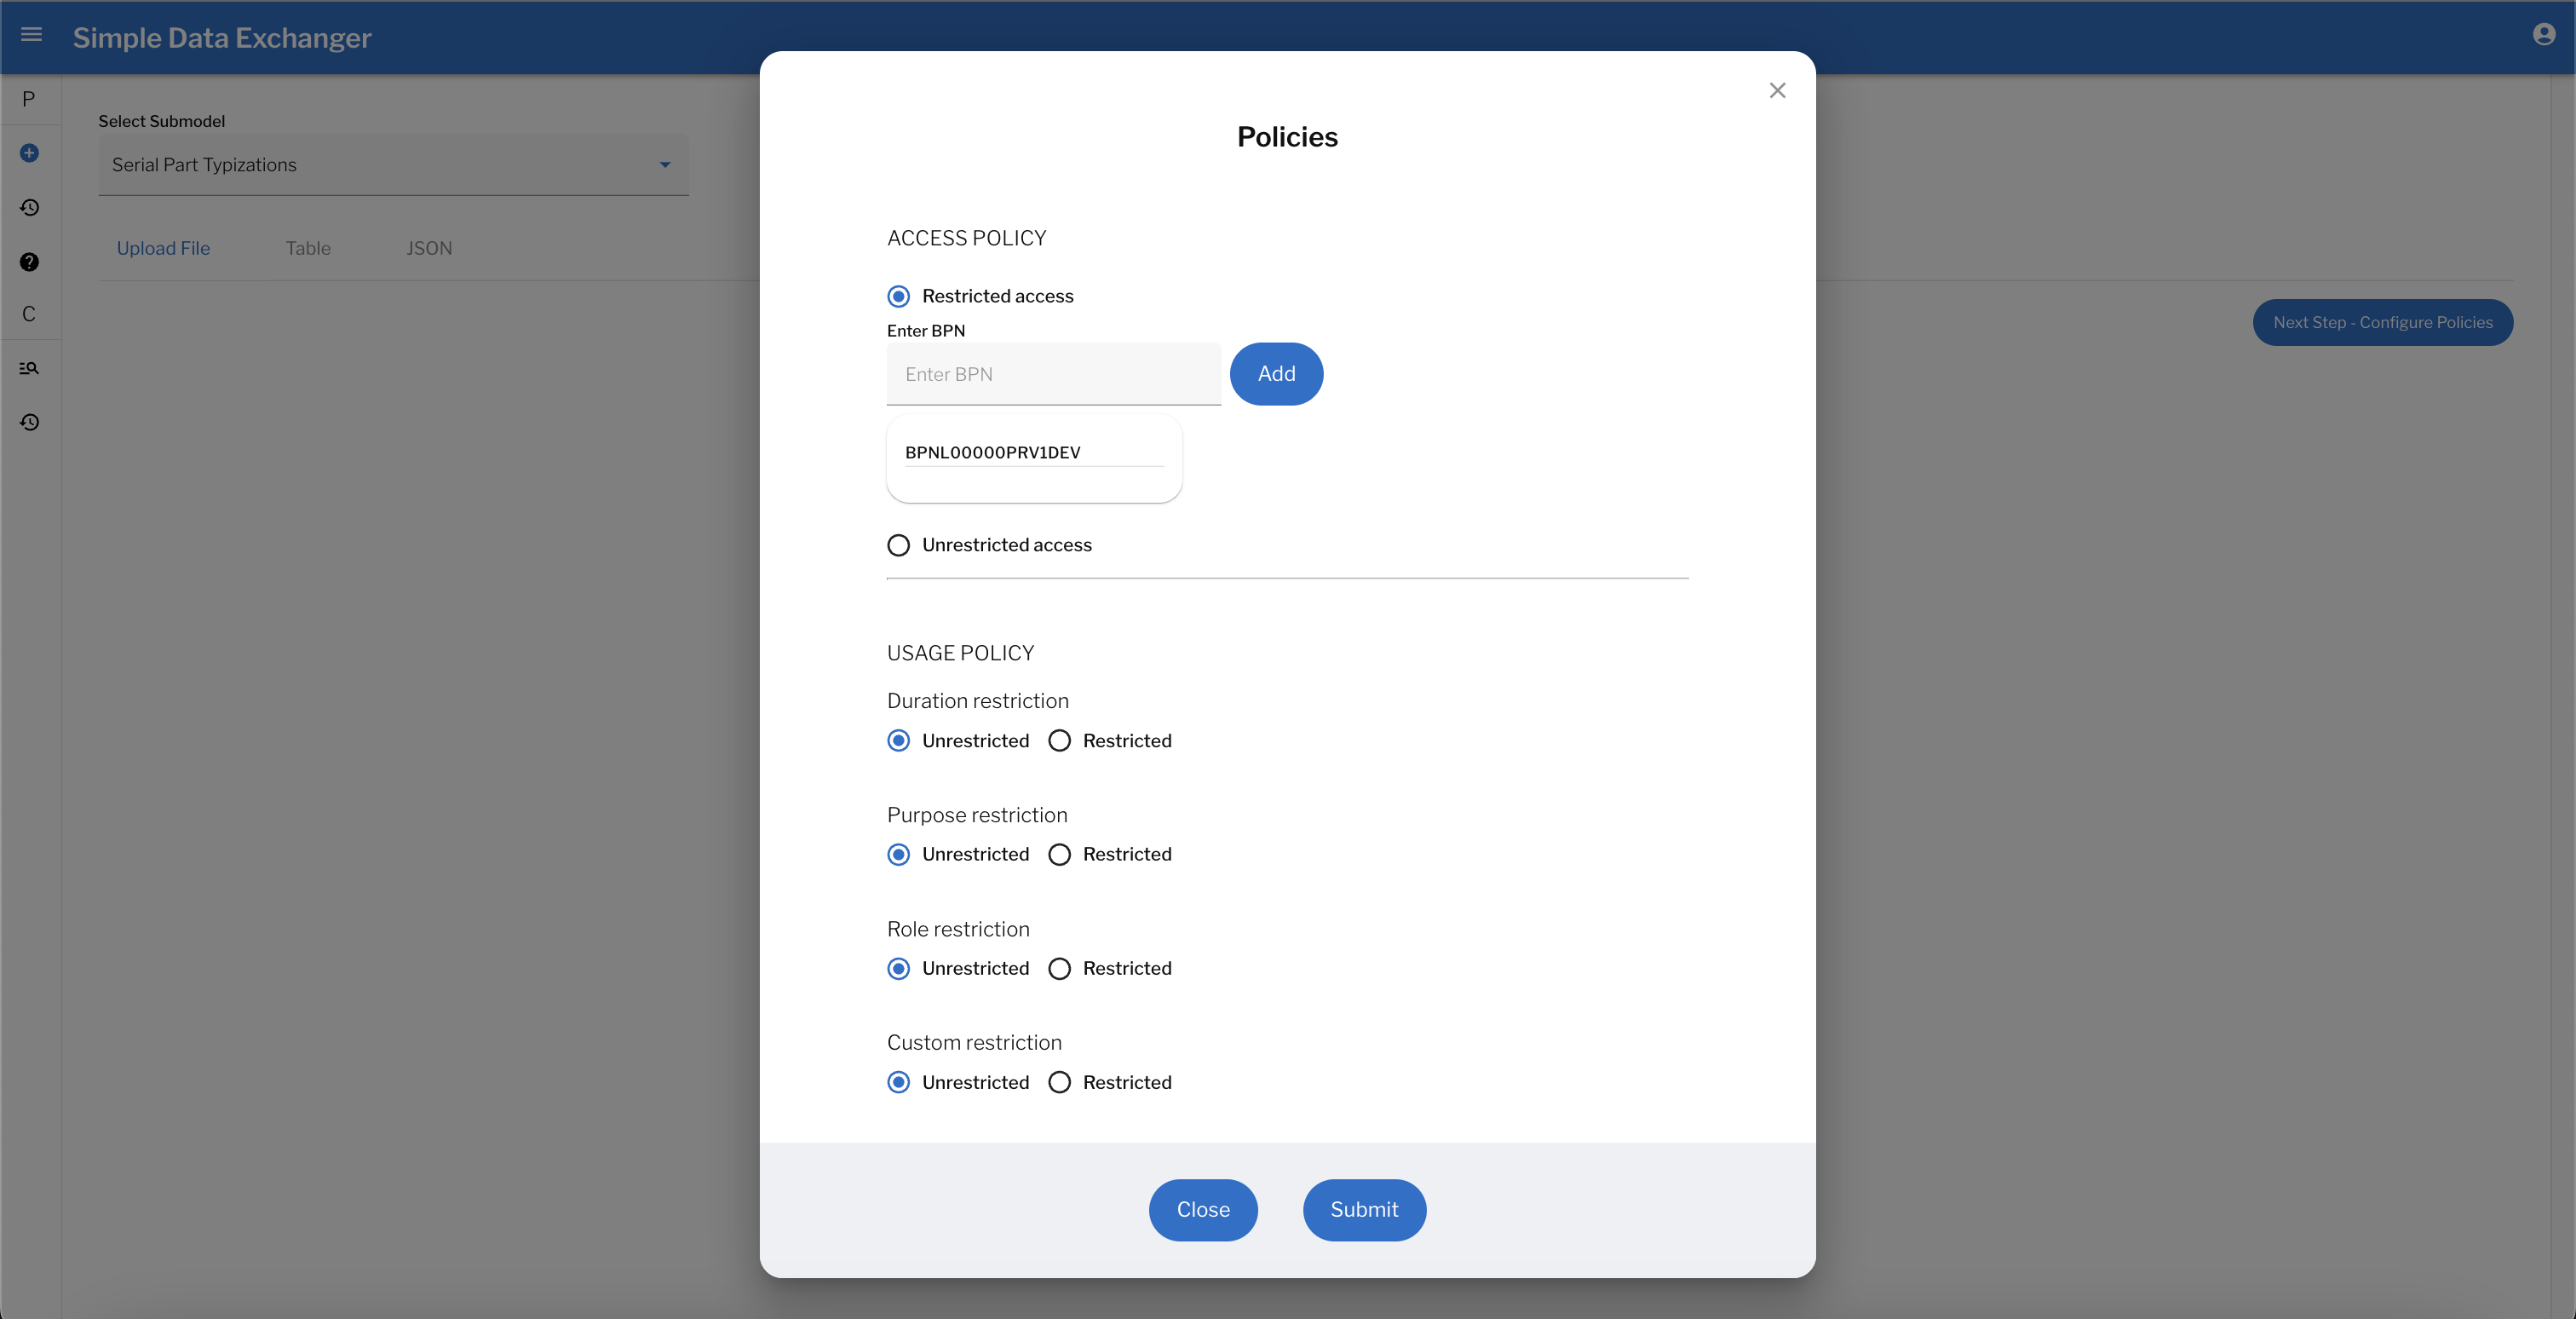 Simple Data Exchanger
P
Select Submodel
Serial Part Typizations
Upload File Table JSON
C
Next Step - Configure Policies
Policies
ACCESS POLICY
Restricted access
Enter BPN
Enter BPN Add
BPNL00000PRV1DEV
Unrestricted access
USAGE POLICY
Duration restriction
Unrestricted Restricted
Purpose restriction
Unrestricted Restricted
Role restriction
Unrestricted Restricted
Custom restriction
Unrestricted Restricted
Close Submit